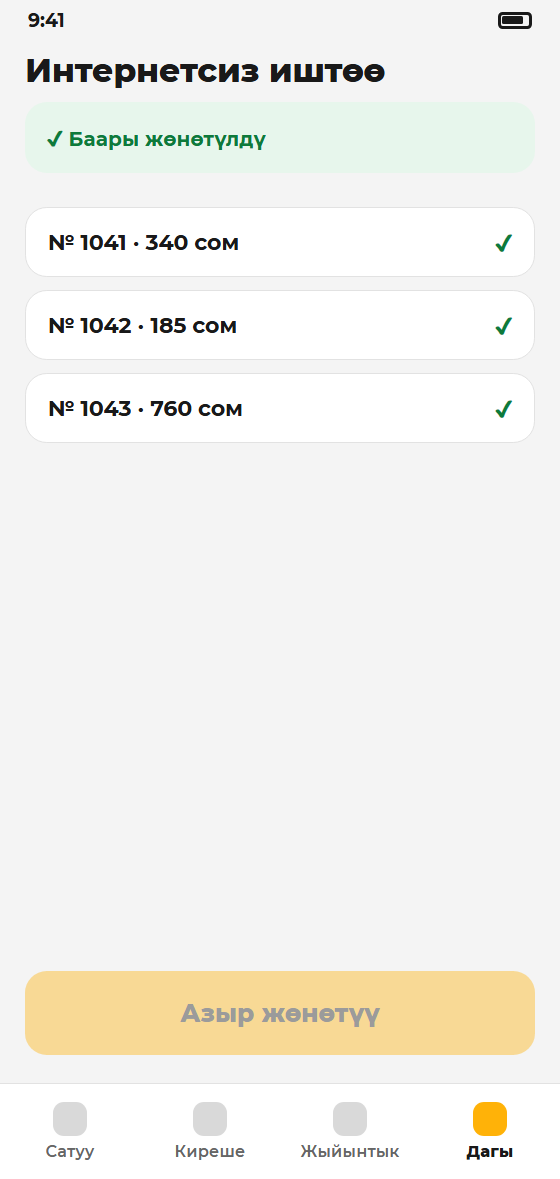 9:41
Интернетсиз иштөө
✓ Баары жөнөтүлдү
№ 1041 · 340 сом ✓
№ 1042 · 185 сом ✓
№ 1043 · 760 сом ✓
Азыр жөнөтүү
Сатуу Киреше Жыйынтык Дагы